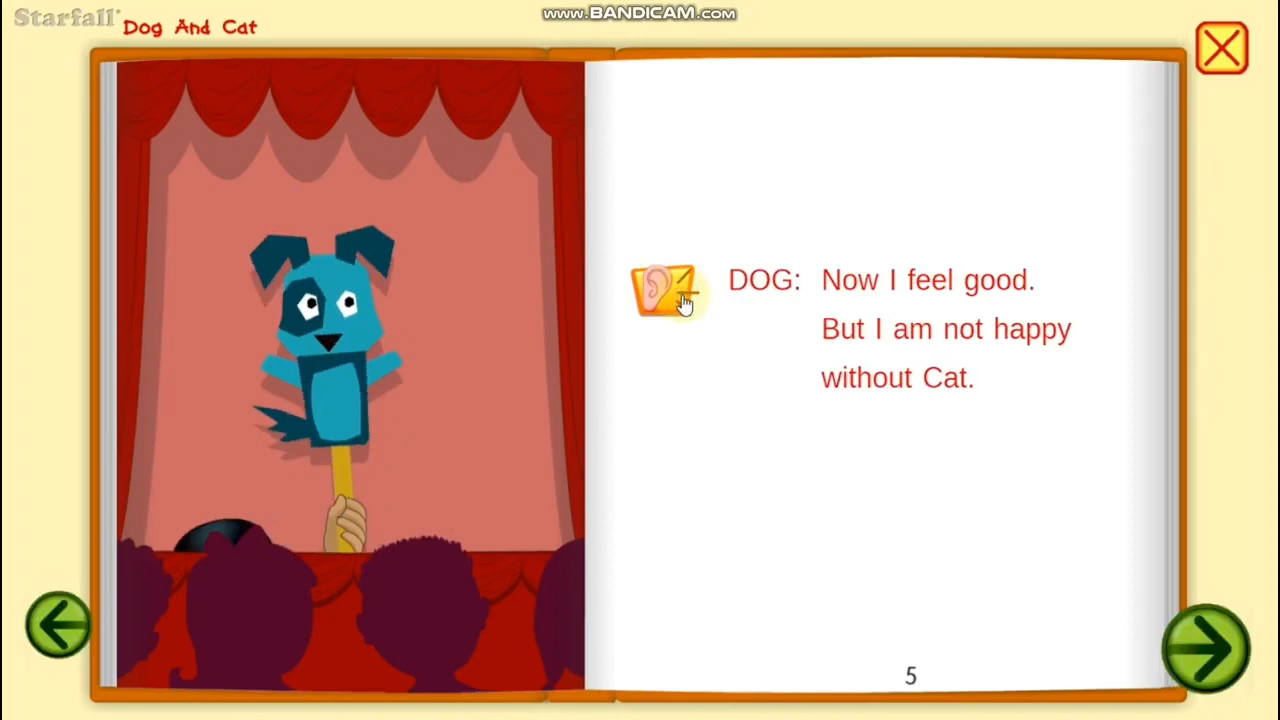 Starfall®
Dog And Cat
www.BANDICAM.com
DOG: Now I feel good.
But I am not happy
without Cat.
5